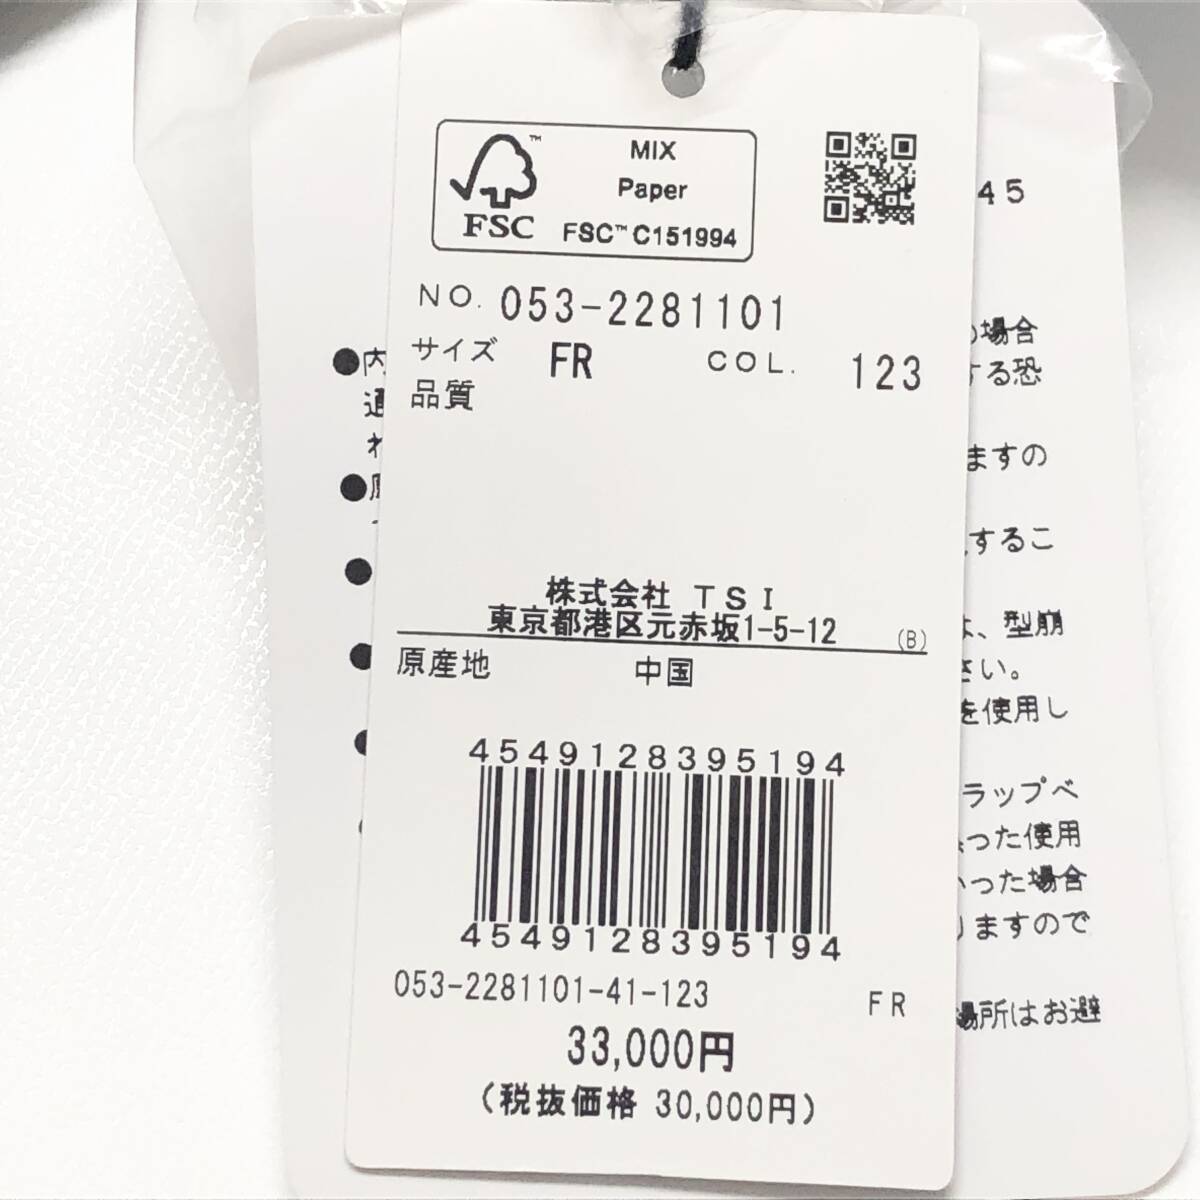 MIX
Paper
FSC™ C151994
FSC
NO. 053-2281101
サイズ FR COL. 123
品質
株式会社 TSI
東京都港区元赤坂1-5-12 (B)
原産地 中国
4549128395194
4549128395194
053-2281101-41-123 FR
33,000円
(税抜価格 30,000円)
45
場合
する恐
ますの
するこ
、型崩
さい。
を使用し
ラップベ
った使用
った場合
りますので
場所はお避
●内
通
●
●
●
●